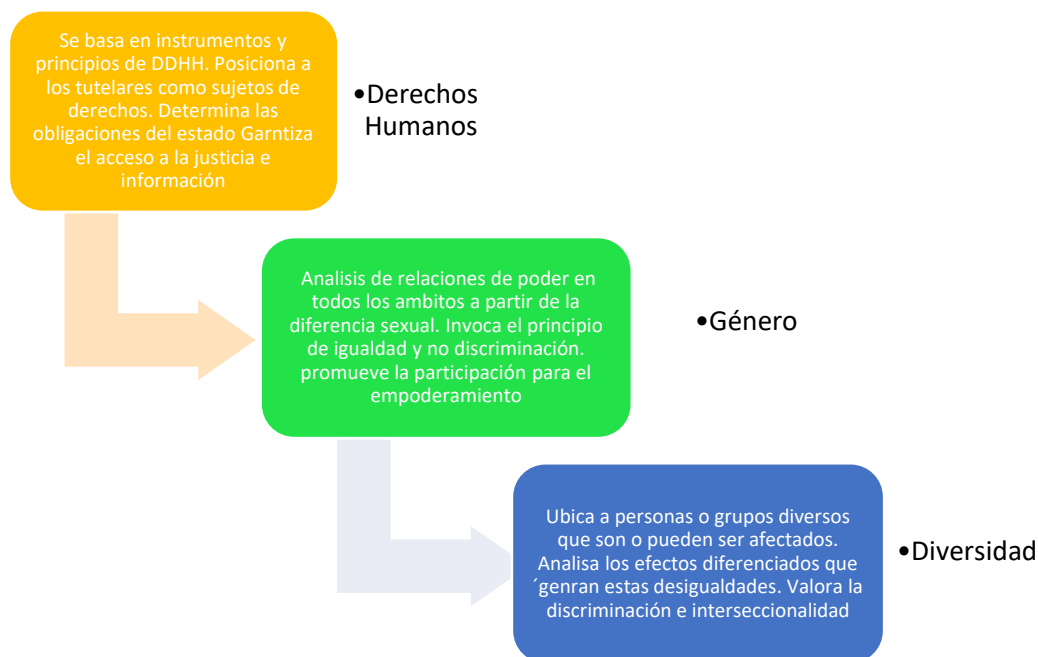 Se basa en instrumentos y
principios de DDHH. Posiciona a
los tutelares como sujetos de
derechos. Determina las
obligaciones del estado Garntiza
el acceso a la justicia e
información
•Derechos
Humanos
Analisis de relaciones de poder en
todos los ambitos a partir de la
diferencia sexual. Invoca el principio
de igualdad y no discriminación.
promueve la participación para el
empoderamiento
•Género
Ubica a personas o grupos diversos
que son o pueden ser afectados.
Analisa los efectos diferenciados que
´genran estas desigualdades. Valora la
discriminación e interseccionalidad
•Diversidad